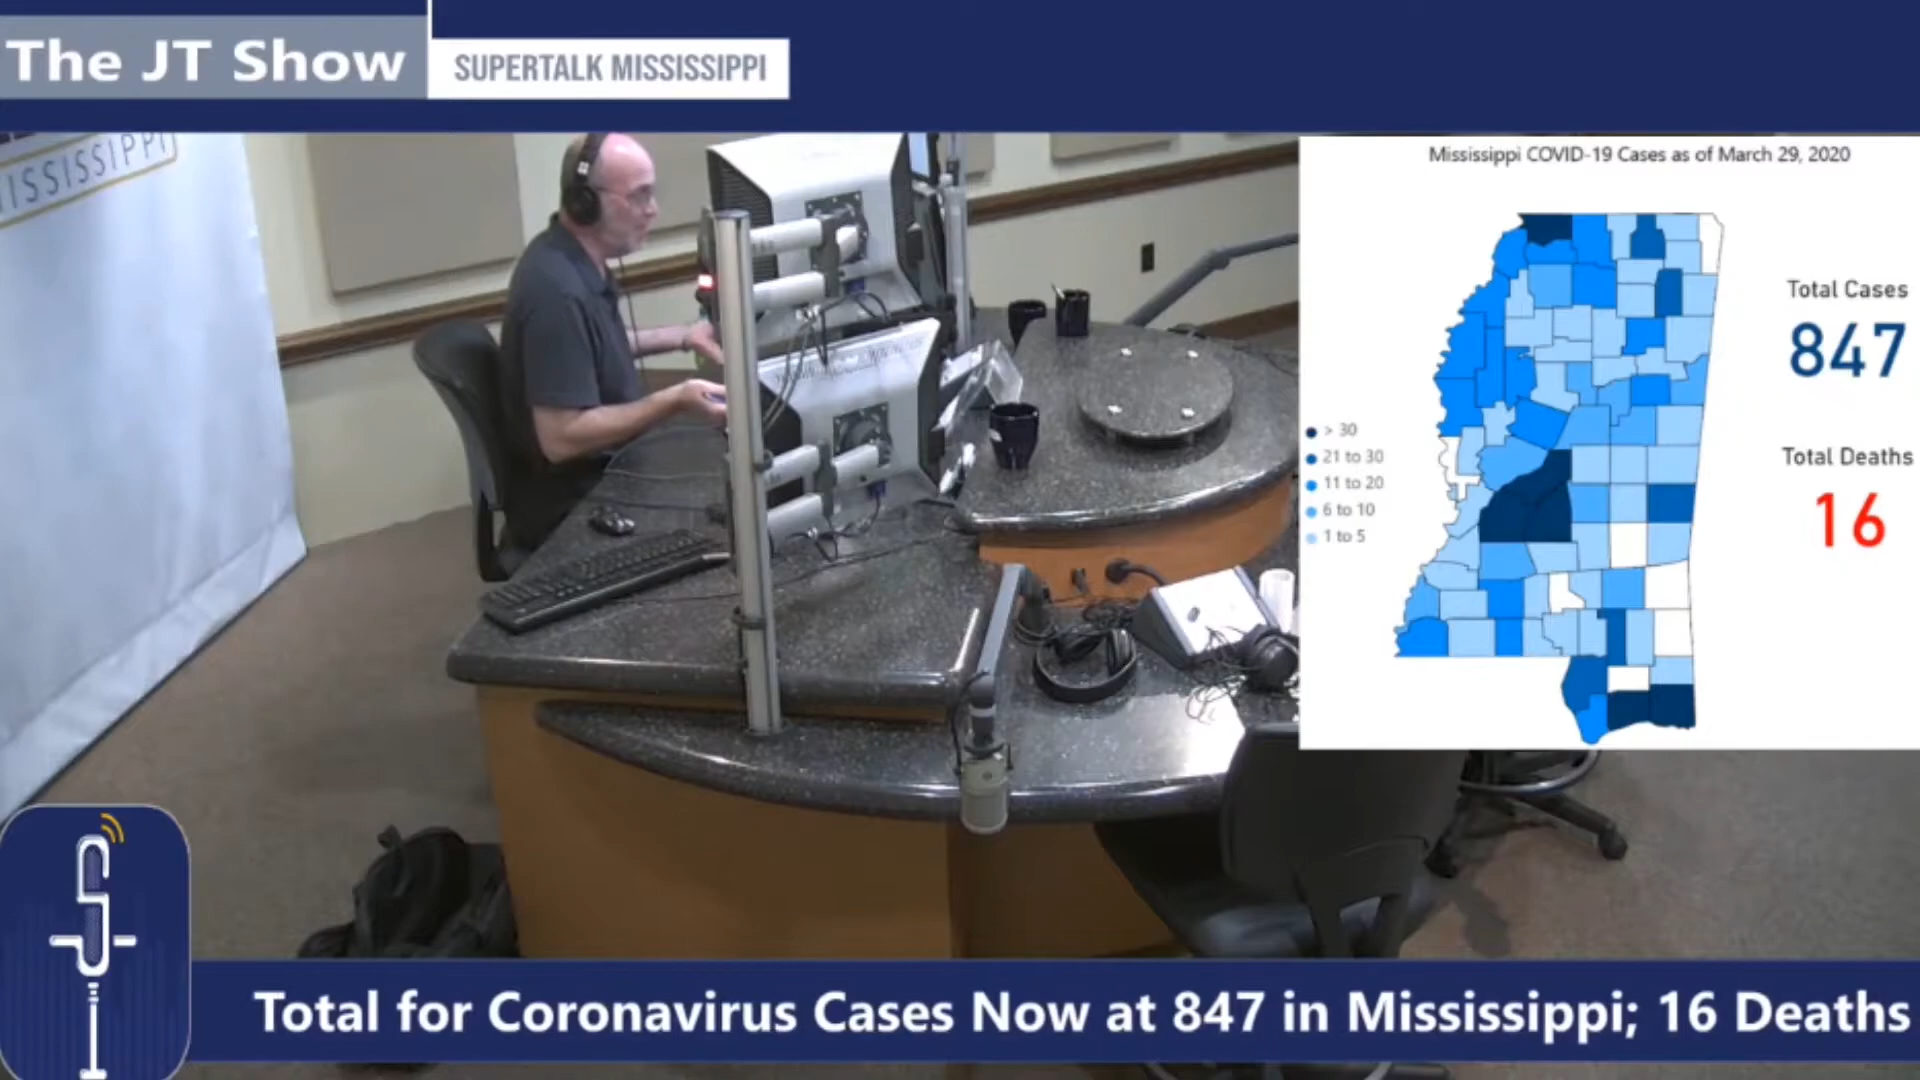 The JT Show
SUPERTALK MISSISSIPPI
ISSISSIPPI
Mississippi COVID-19 Cases as of March 29, 2020
Total Cases
847
Total Deaths
16
> 30
21 to 30
11 to 20
6 to 10
1 to 5
Total for Coronavirus Cases Now at 847 in Mississippi; 16 Deaths